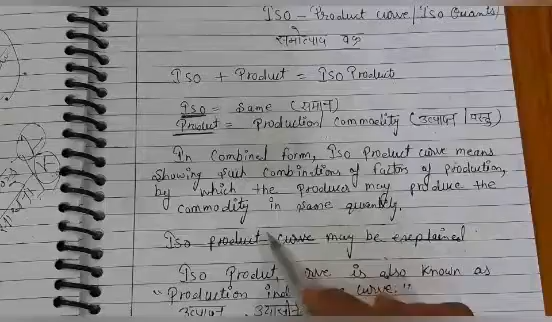 Iso - Product curve / Iso Quants
समोत्पाद वक्र
Iso + Product = Iso Product
Iso = Same (समान)
Product = Production/ commodity (उत्पादन / वस्तु)
In combined form, Iso product curve means
showing such combinations of factors of production,
by which the producer may produce the
commodity in same quantity.
Iso product curve may be explained
Iso Product is also known as
"Production curve."